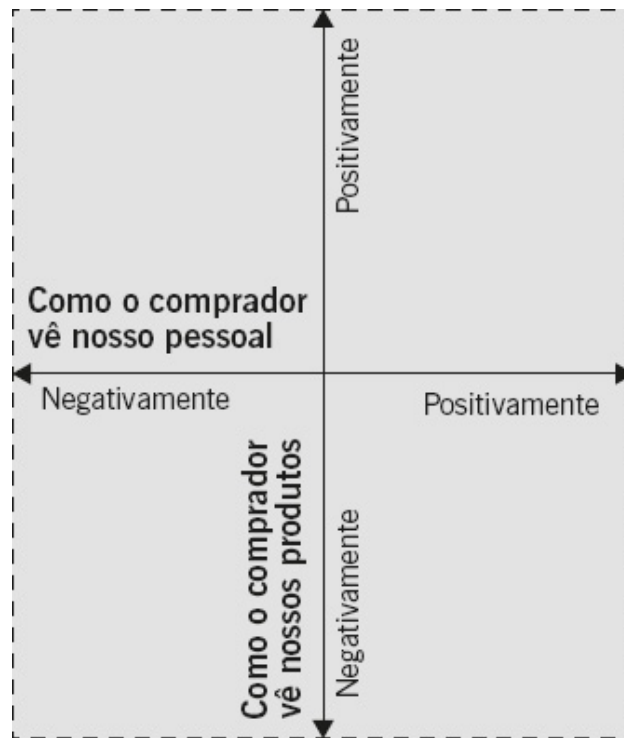 Positivamente
Como o comprador
vê nosso pessoal
Negativamente
Positivamente
Como o comprador
vê nossos produtos
Negativamente